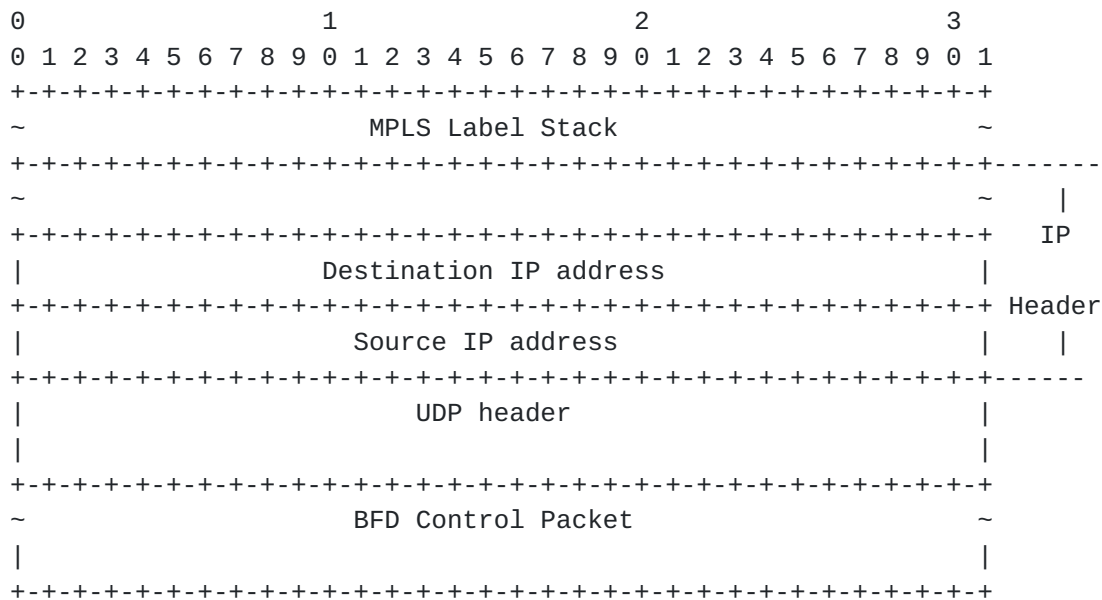 0                   1                   2                   3
0 1 2 3 4 5 6 7 8 9 0 1 2 3 4 5 6 7 8 9 0 1 2 3 4 5 6 7 8 9 0 1
+-+-+-+-+-+-+-+-+-+-+-+-+-+-+-+-+-+-+-+-+-+-+-+-+-+-+-+-+-+-+-+-+
~                      MPLS Label Stack                       ~
+-+-+-+-+-+-+-+-+-+-+-+-+-+-+-+-+-+-+-+-+-+-+-+-+-+-+-+-+-+-+-+-+-------
~                                                             ~    |
+-+-+-+-+-+-+-+-+-+-+-+-+-+-+-+-+-+-+-+-+-+-+-+-+-+-+-+-+-+-+-+-+   IP
|                   Destination IP address                    |
+-+-+-+-+-+-+-+-+-+-+-+-+-+-+-+-+-+-+-+-+-+-+-+-+-+-+-+-+-+-+-+-+ Header
|                     Source IP address                       |    |
+-+-+-+-+-+-+-+-+-+-+-+-+-+-+-+-+-+-+-+-+-+-+-+-+-+-+-+-+-+-+-+-+------
|                         UDP header                          |
|                                                             |
+-+-+-+-+-+-+-+-+-+-+-+-+-+-+-+-+-+-+-+-+-+-+-+-+-+-+-+-+-+-+-+-+
~                     BFD Control Packet                      ~
|                                                             |
+-+-+-+-+-+-+-+-+-+-+-+-+-+-+-+-+-+-+-+-+-+-+-+-+-+-+-+-+-+-+-+-+